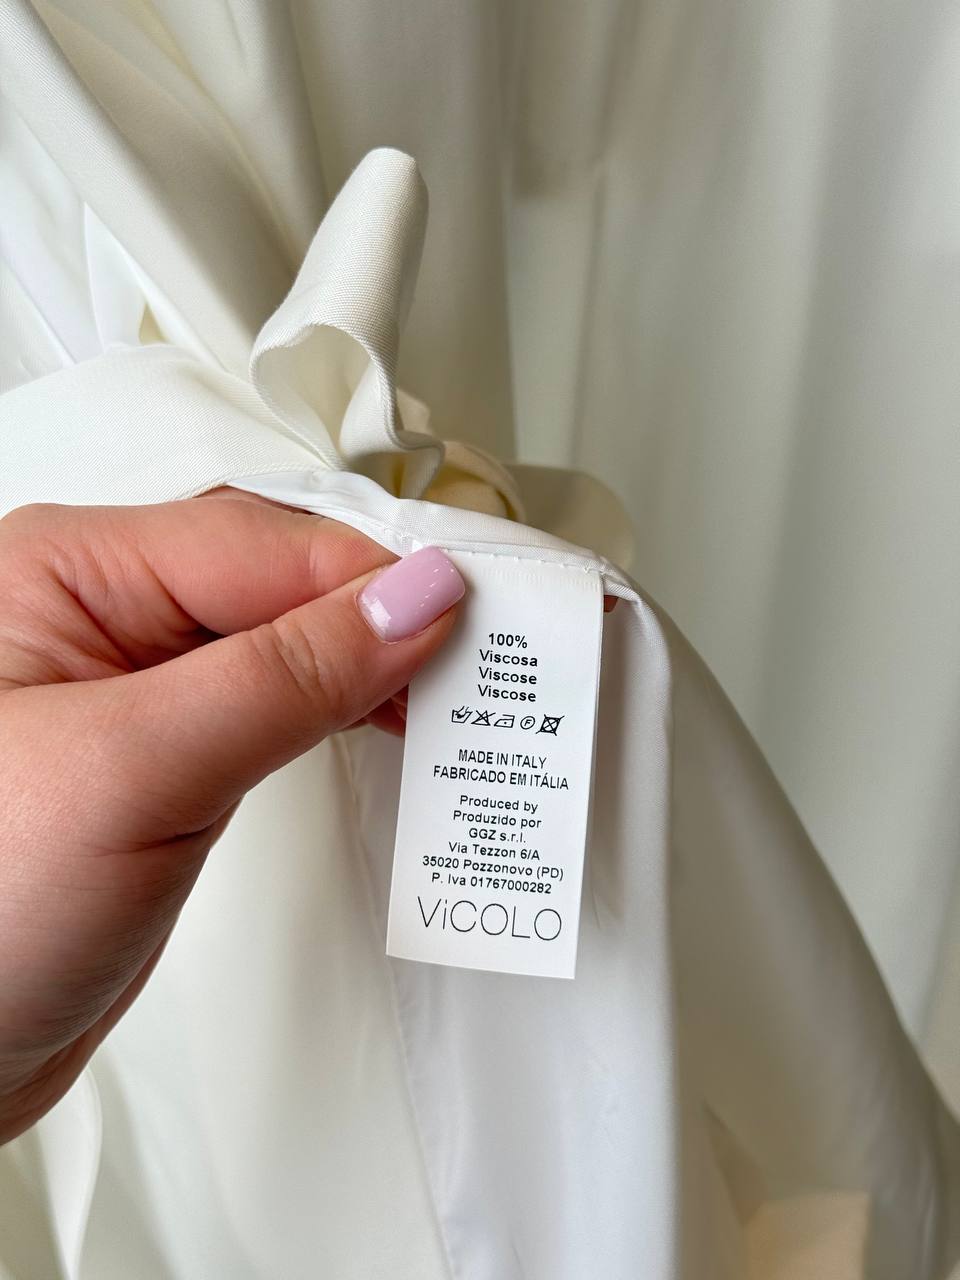 100%
Viscosa
Viscose
Viscose
F
MADE IN ITALY
FABRICADO EM ITÁLIA
Produced by
Produzido por
GGZ s.r.l.
Via Tezzon 6/A
35020 Pozzonovo (PD)
P. Iva 01767000282
ViCOLO